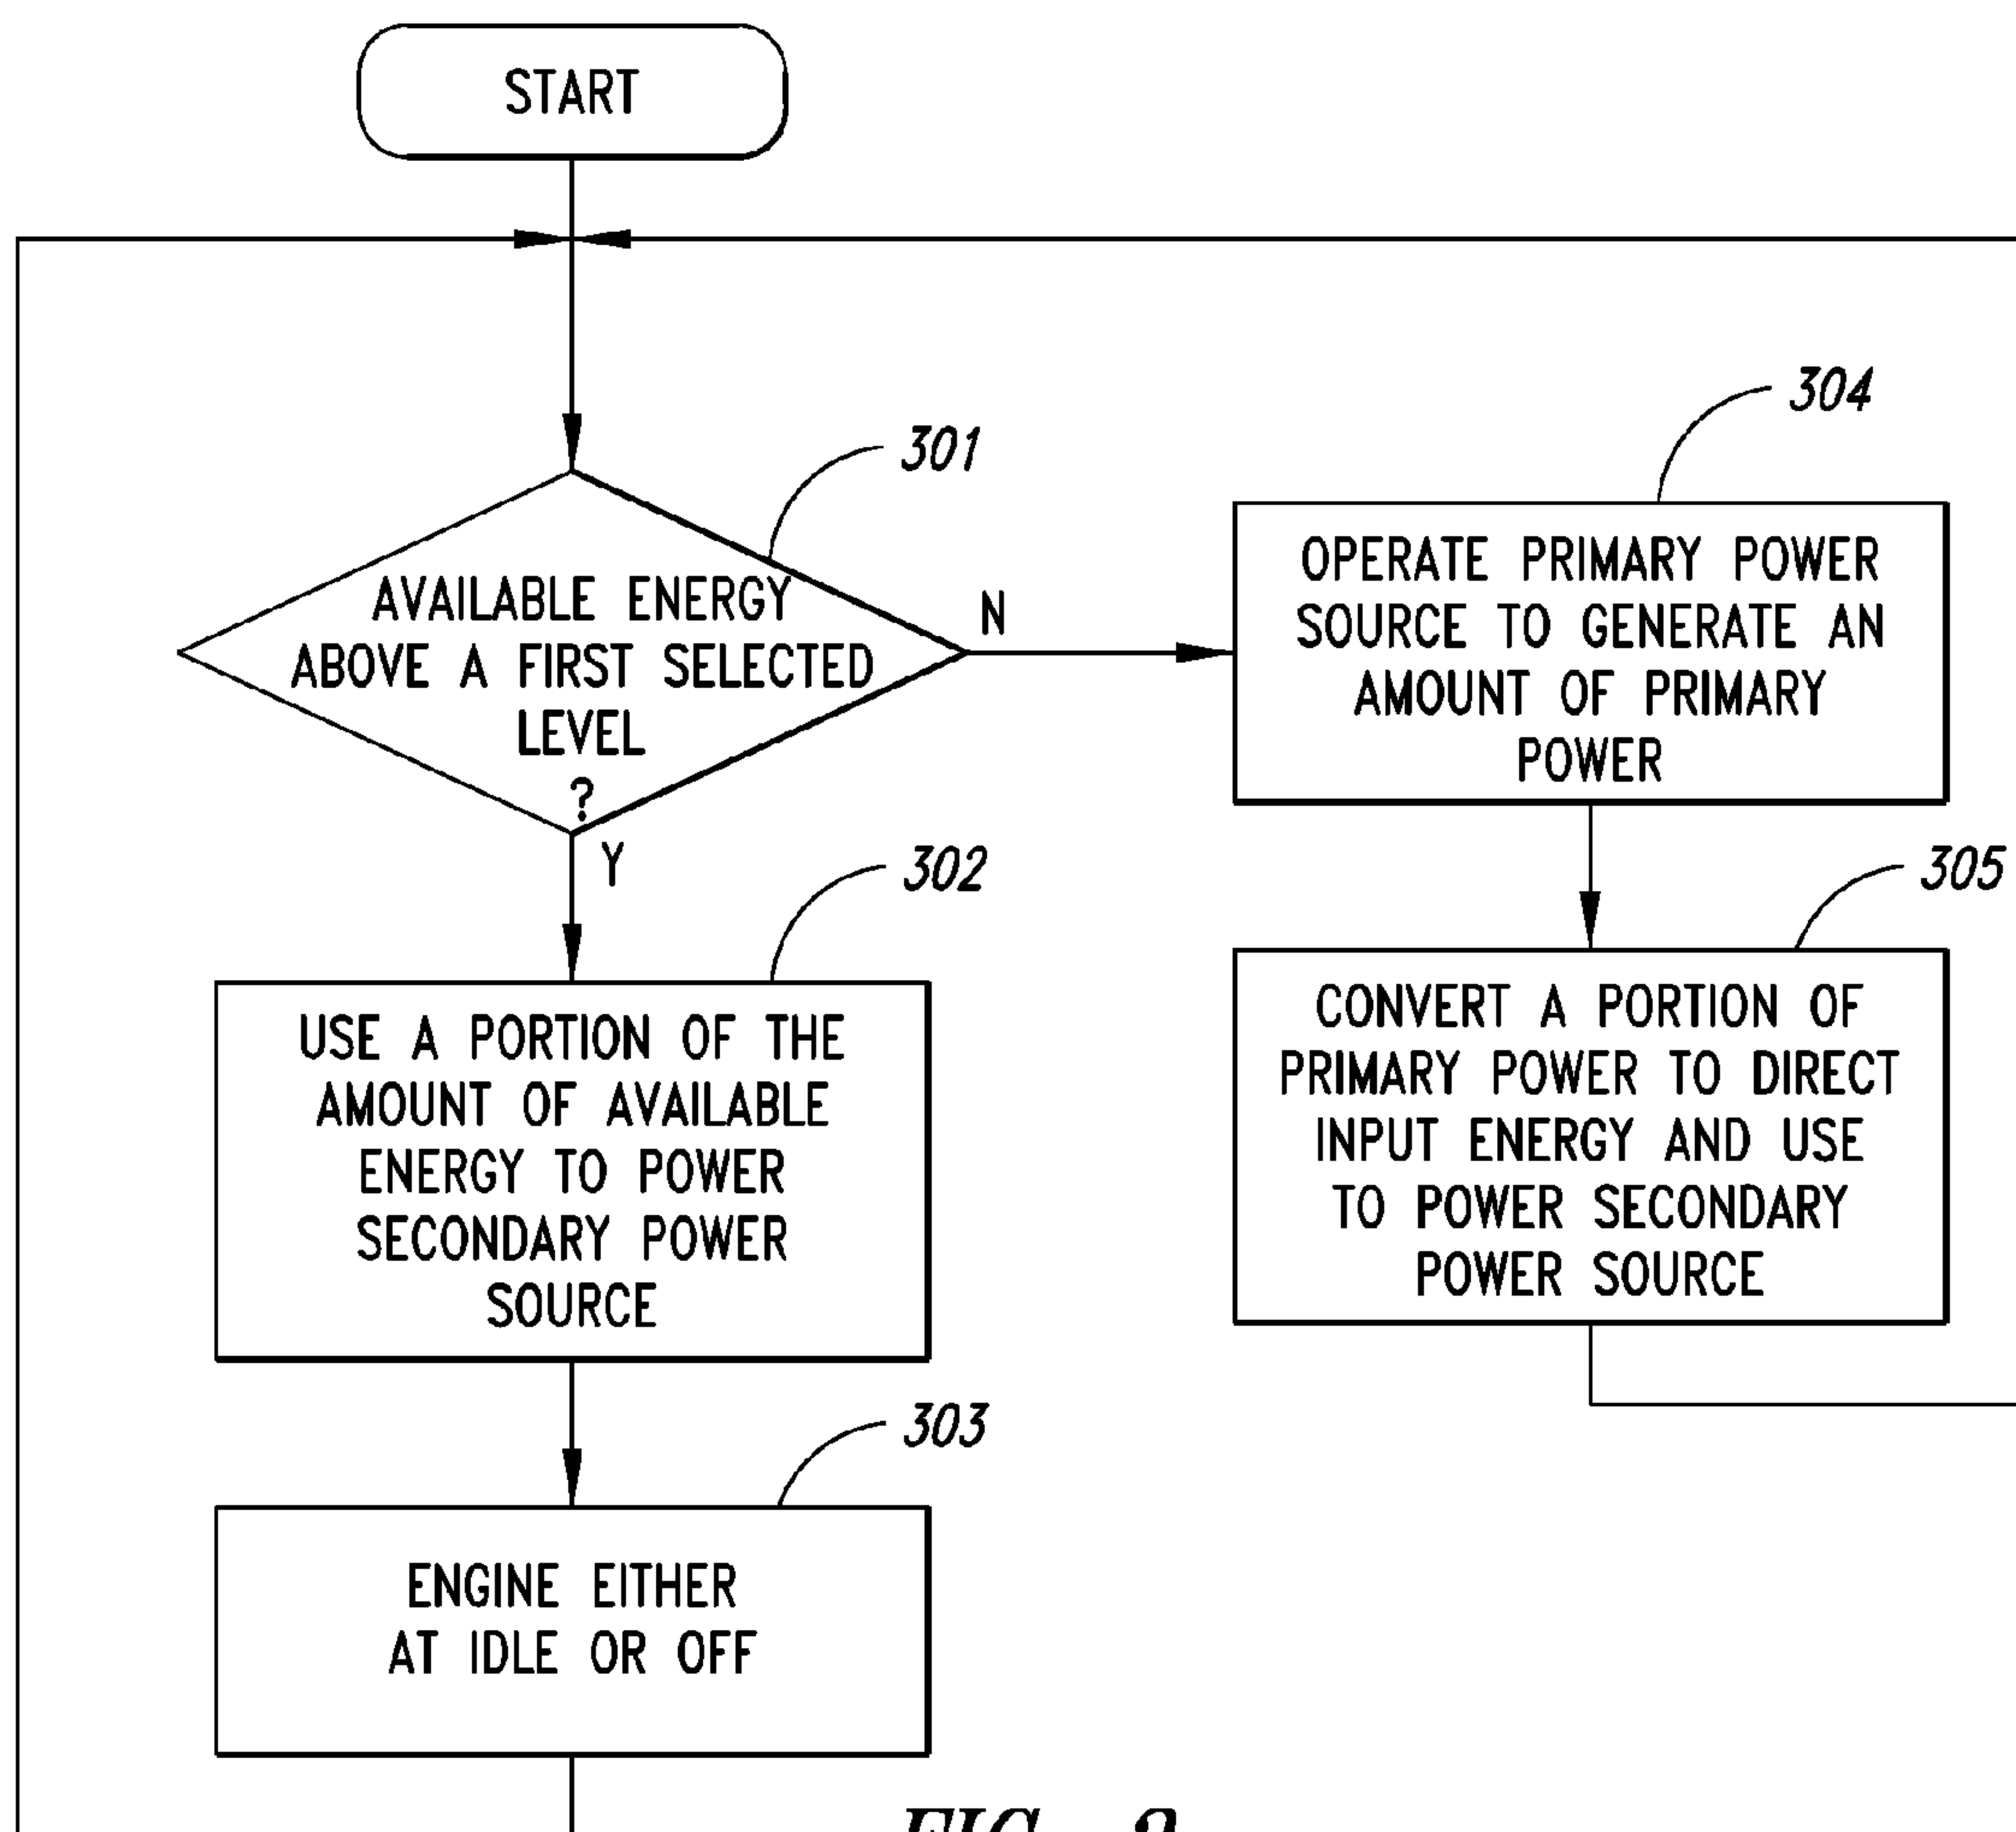 START
301
AVAILABLE ENERGY
ABOVE A FIRST SELECTED
LEVEL
?
N
Y
304
OPERATE PRIMARY POWER
SOURCE TO GENERATE AN
AMOUNT OF PRIMARY
POWER
302
USE A PORTION OF THE
AMOUNT OF AVAILABLE
ENERGY TO POWER
SECONDARY POWER
SOURCE
305
CONVERT A PORTION OF
PRIMARY POWER TO DIRECT
INPUT ENERGY AND USE
TO POWER SECONDARY
POWER SOURCE
303
ENGINE EITHER
AT IDLE OR OFF
FIG.